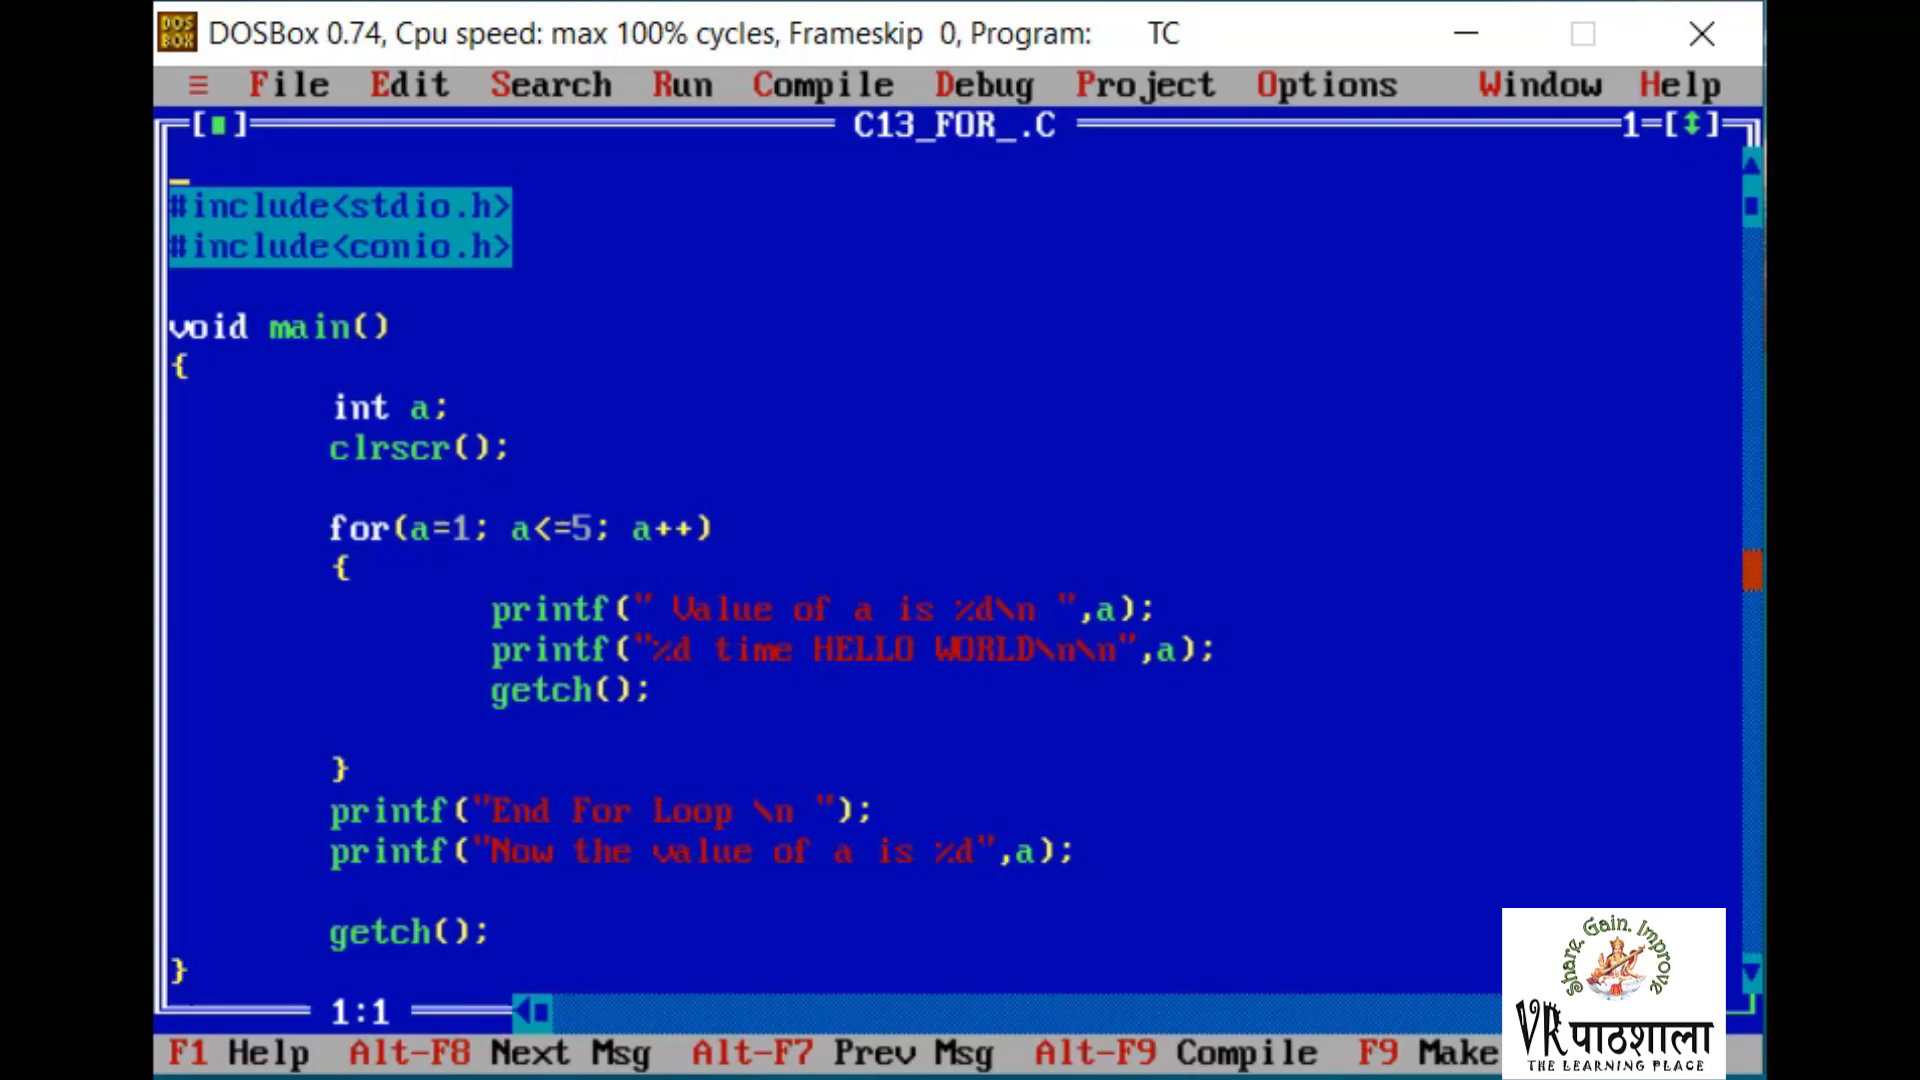 DOS BOX DOSBox 0.74, Cpu speed: max 100% cycles, Frameskip 0, Program: TC
≡ File Edit Search Run Compile Debug Project Options Window Help
[■] C13_FOR_.C 1=[↕]
#include<stdio.h>
#include<conio.h>
void main()
{
int a;
clrscr();
for(a=1; a<=5; a++)
{
printf(" Value of a is %d\n ",a);
printf("%d time HELLO WORLD\n\n",a);
getch();
}
printf("End For Loop \n ");
printf("Now the value of a is %d",a);
getch();
}
1:1
F1 Help Alt-F8 Next Msg Alt-F7 Prev Msg Alt-F9 Compile F9 Make
Share. Gain. Improve
VR पाठशाला
THE LEARNING PLACE